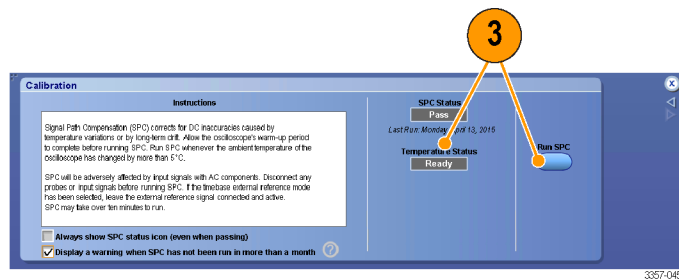 3
Calibration
x
Instructions
Signal Path Compensation (SPC) corrects for DC inaccuracies caused by
temperature variations or by long-term drift. Allow the oscilloscope's warm-up period
to complete before running SPC. Run SPC whenever the ambient temperature of the
oscilloscope has changed by more than 5°C.
SPC will be adversely affected by input signals with AC components. Disconnect any
probes or input signals before running SPC. If the timebase external reference mode
has been selected, leave the external reference signal connected and active.
SPC may take over ten minutes to run.
Always show SPC status icon (even when passing)
Display a warning when SPC has not been run in more than a month ?
SPC Status
Pass
Last Run: Monday, April 13, 2015
Temperature Status
Ready
Run SPC
3357-045